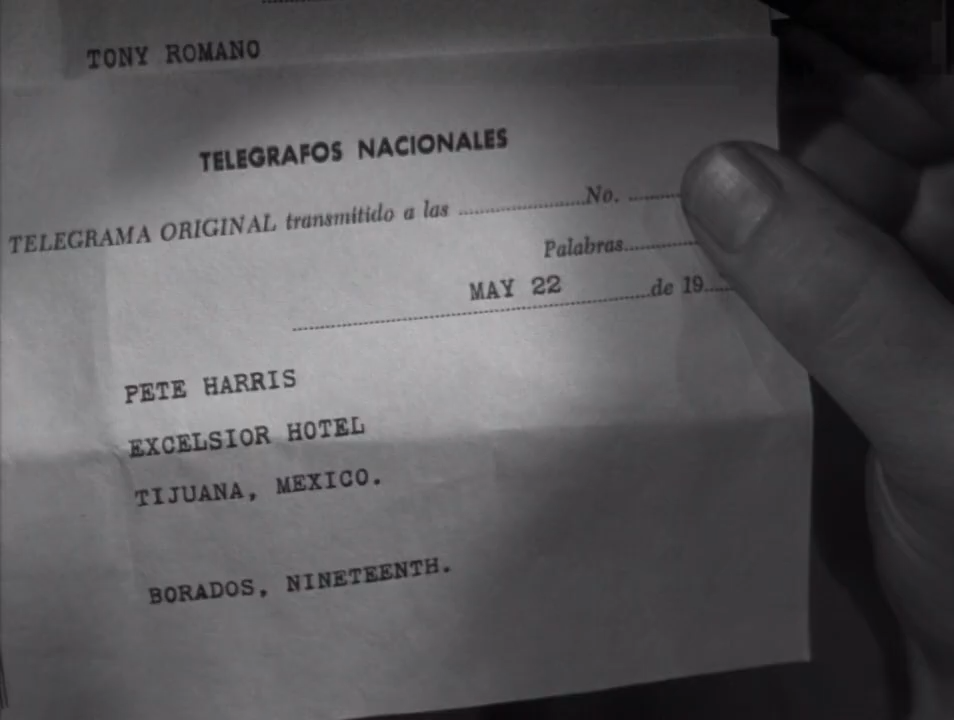 TONY ROMANO
TELEGRAFOS NACIONALES
TELEGRAMA ORIGINAL transmitido a las ....................No. ..........
Palabras............
MAY 22 ............de 19.....
PETE HARRIS
EXCELSIOR HOTEL
TIJUANA, MEXICO.
BORADOS, NINETEENTH.